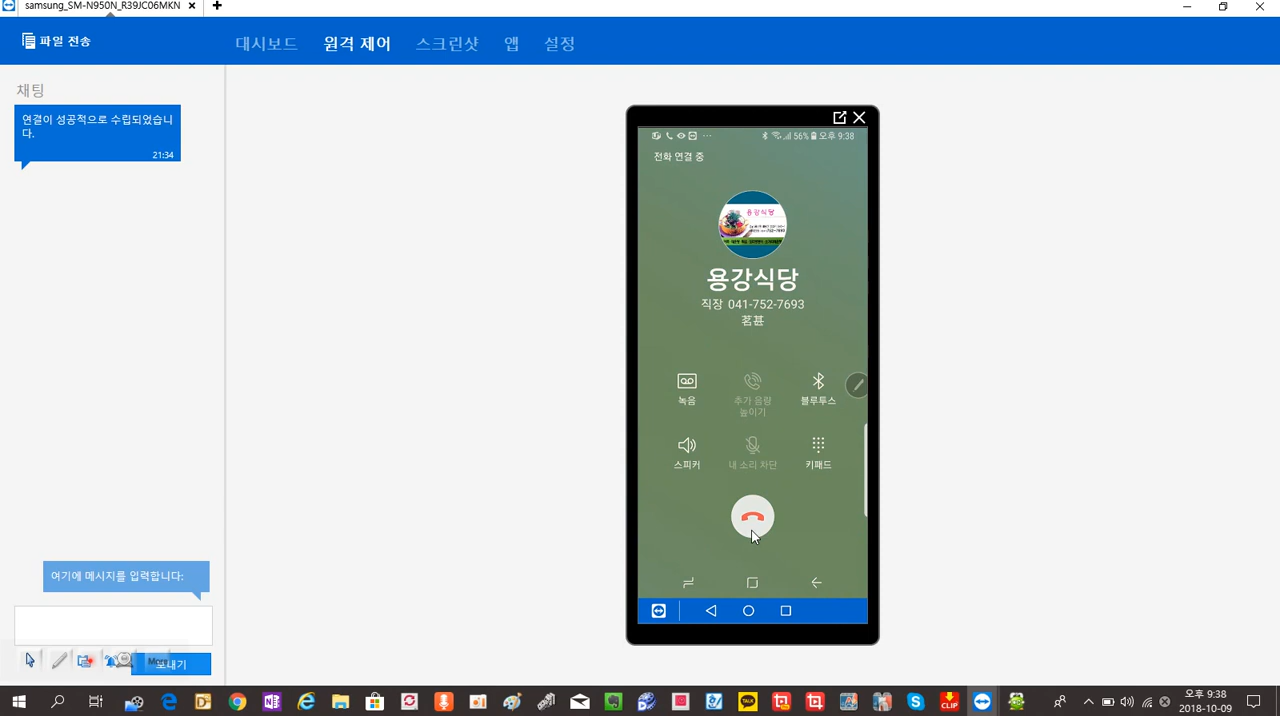 samsung_SM-N950N_R39JC06MKN
파일 전송
대시보드
원격 제어
스크린샷
앱
설정
채팅
연결이 성공적으로 수립되었습니
다.
21:34
56% 오후 9:38
전화 연결 중
용강식당
용강식당
직장 041-752-7693
茗甚
녹음
추가 음량
높이기
블루투스
스피커
내 소리 차단
키패드
여기에 메시지를 입력합니다:
More
보내기
TALK
CLIP
오후 9:38
2018-10-09